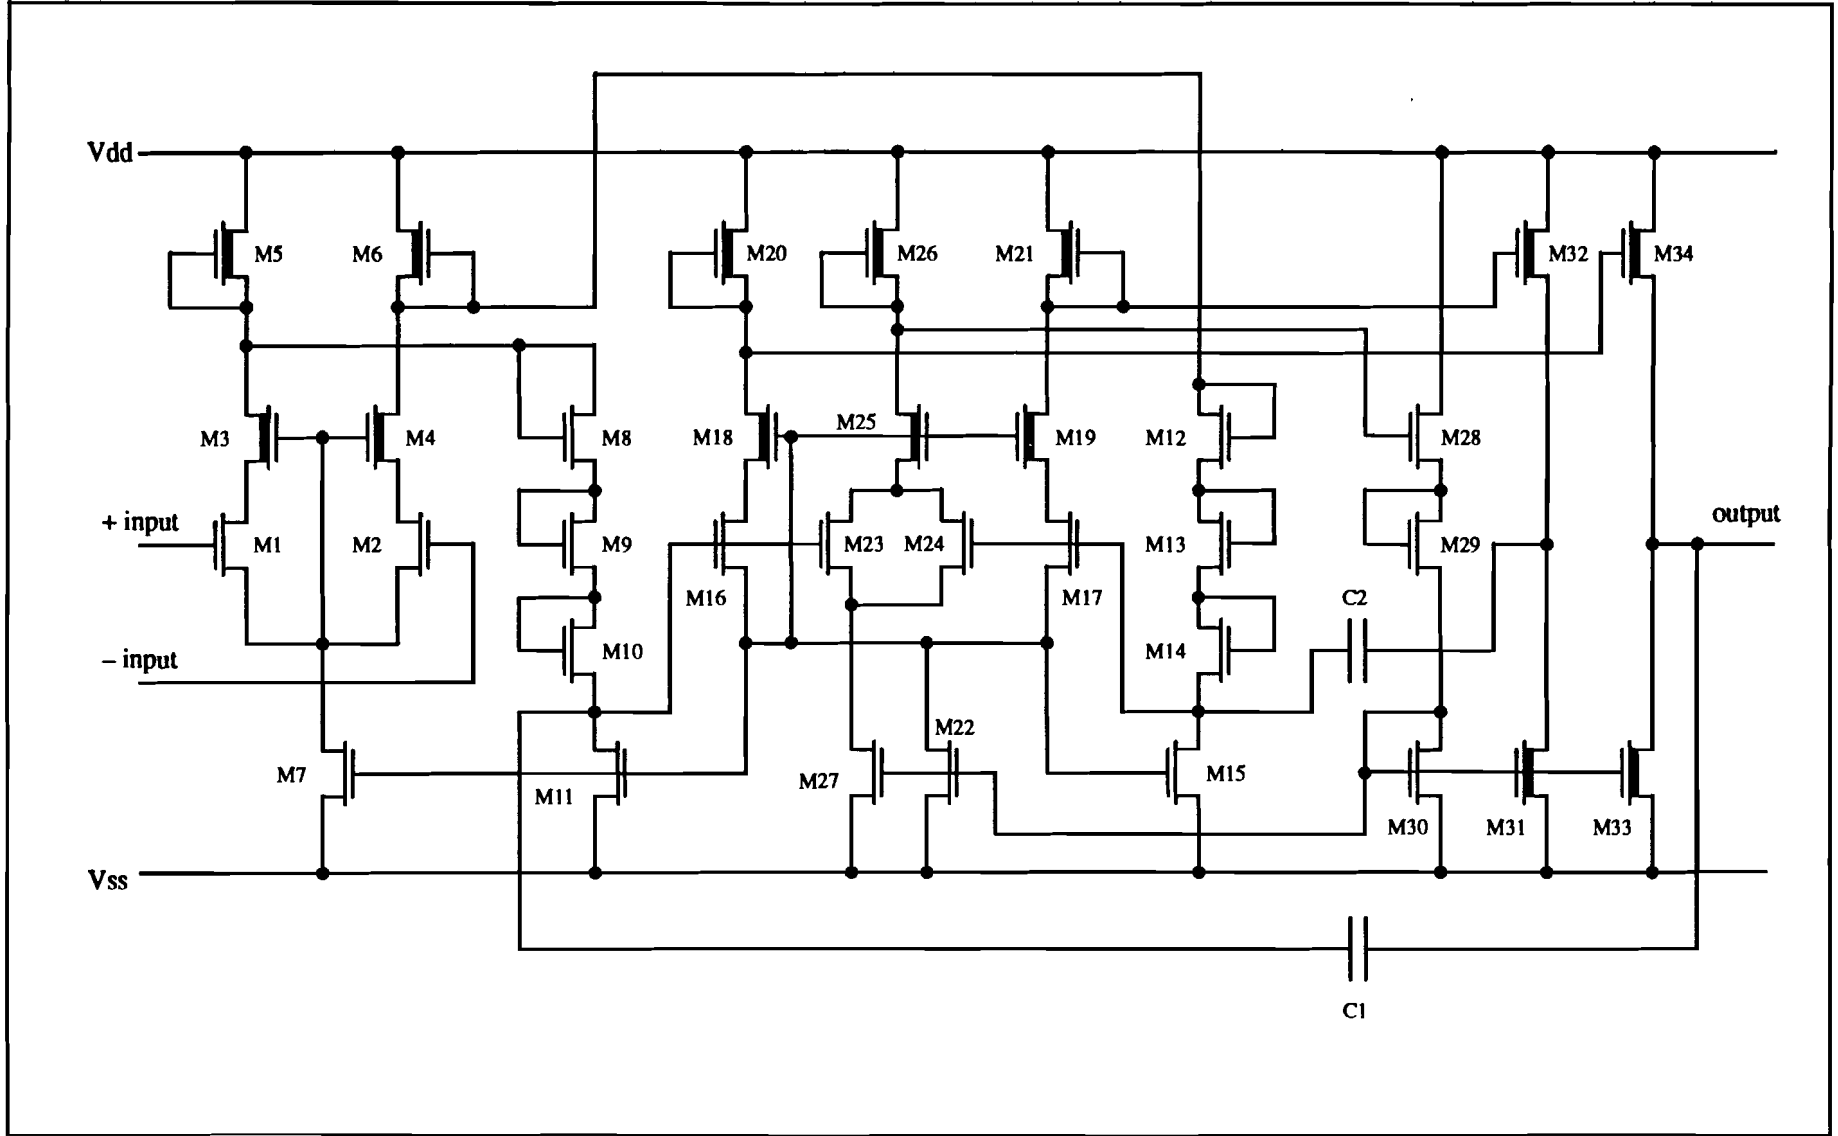 Vdd
M5
M6
M20
M26
M21
M32
M34
M3
M4
M8
M18
M25
M19
M12
M28
+ input
output
M1
M2
M9
M23
M24
M13
M29
M16
M17
C2
– input
M10
M14
M22
M7
M27
M15
M11
M30
M31
M33
Vss
C1